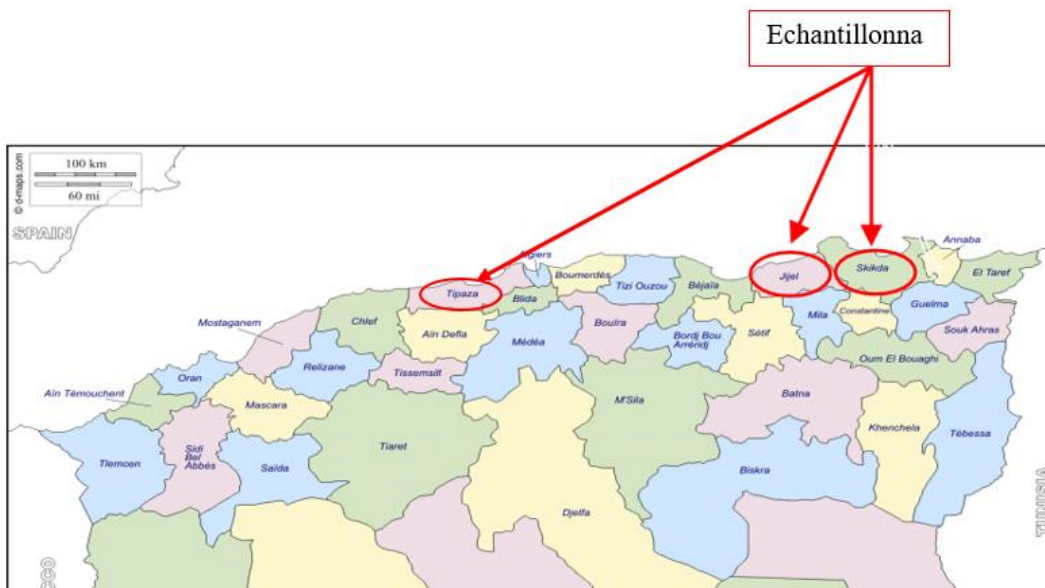 Echantillonna
100 km
60 mi
© d-maps.com
SPAIN
Annaba
Algiers
Boumerdès
Jijel
Skikda
El Taref
Tipaza
Blida
Tizi Ouzou
Béjaïa
Guelma
Mostaganem
Chlef
Aïn Defla
Bouïra
Mila
Constantine
Souk Ahras
Médéa
Bordj Bou
Arréridj
Sétif
Oum El Bouaghi
Oran
Relizane
Tissemsilt
Aïn Témouchent
Mascara
M'Sila
Batna
Khenchela
Tébessa
Tlemcen
Sidi
Bel
Abbès
Saïda
Tiaret
Biskra
Djelfa
TUNISIA
CCO